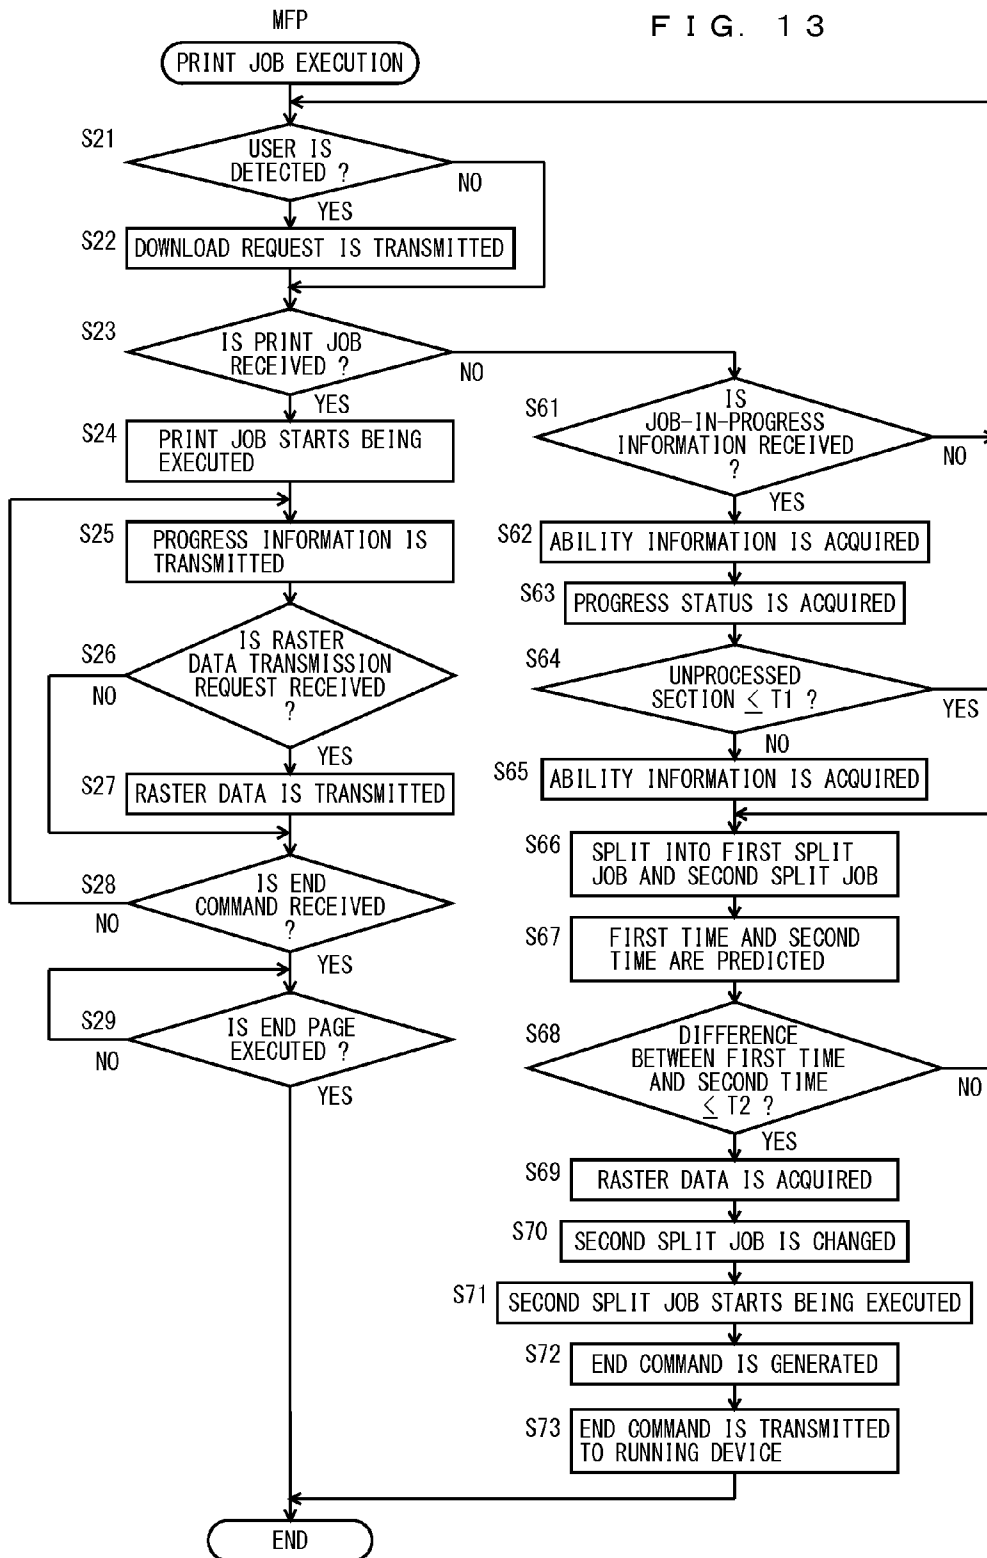 MFP
FIG. 13
PRINT JOB EXECUTION
S21
USER IS
DETECTED ?
NO
YES
S22
DOWNLOAD REQUEST IS TRANSMITTED
S23
IS PRINT JOB
RECEIVED ?
NO
YES
S24
PRINT JOB STARTS BEING
EXECUTED
S25
PROGRESS INFORMATION IS
TRANSMITTED
S26
IS RASTER
DATA TRANSMISSION
REQUEST RECEIVED
?
NO
YES
S27
RASTER DATA IS TRANSMITTED
S28
IS END
COMMAND RECEIVED
?
NO
YES
S29
IS END PAGE
EXECUTED ?
NO
YES
S61
IS
JOB-IN-PROGRESS
INFORMATION RECEIVED
?
NO
YES
S62
ABILITY INFORMATION IS ACQUIRED
S63
PROGRESS STATUS IS ACQUIRED
S64
UNPROCESSED
SECTION ≤ T1 ?
YES
NO
S65
ABILITY INFORMATION IS ACQUIRED
S66
SPLIT INTO FIRST SPLIT
JOB AND SECOND SPLIT JOB
S67
FIRST TIME AND SECOND
TIME ARE PREDICTED
S68
DIFFERENCE
BETWEEN FIRST TIME
AND SECOND TIME
≤ T2 ?
NO
YES
S69
RASTER DATA IS ACQUIRED
S70
SECOND SPLIT JOB IS CHANGED
S71
SECOND SPLIT JOB STARTS BEING EXECUTED
S72
END COMMAND IS GENERATED
S73
END COMMAND IS TRANSMITTED
TO RUNNING DEVICE
END